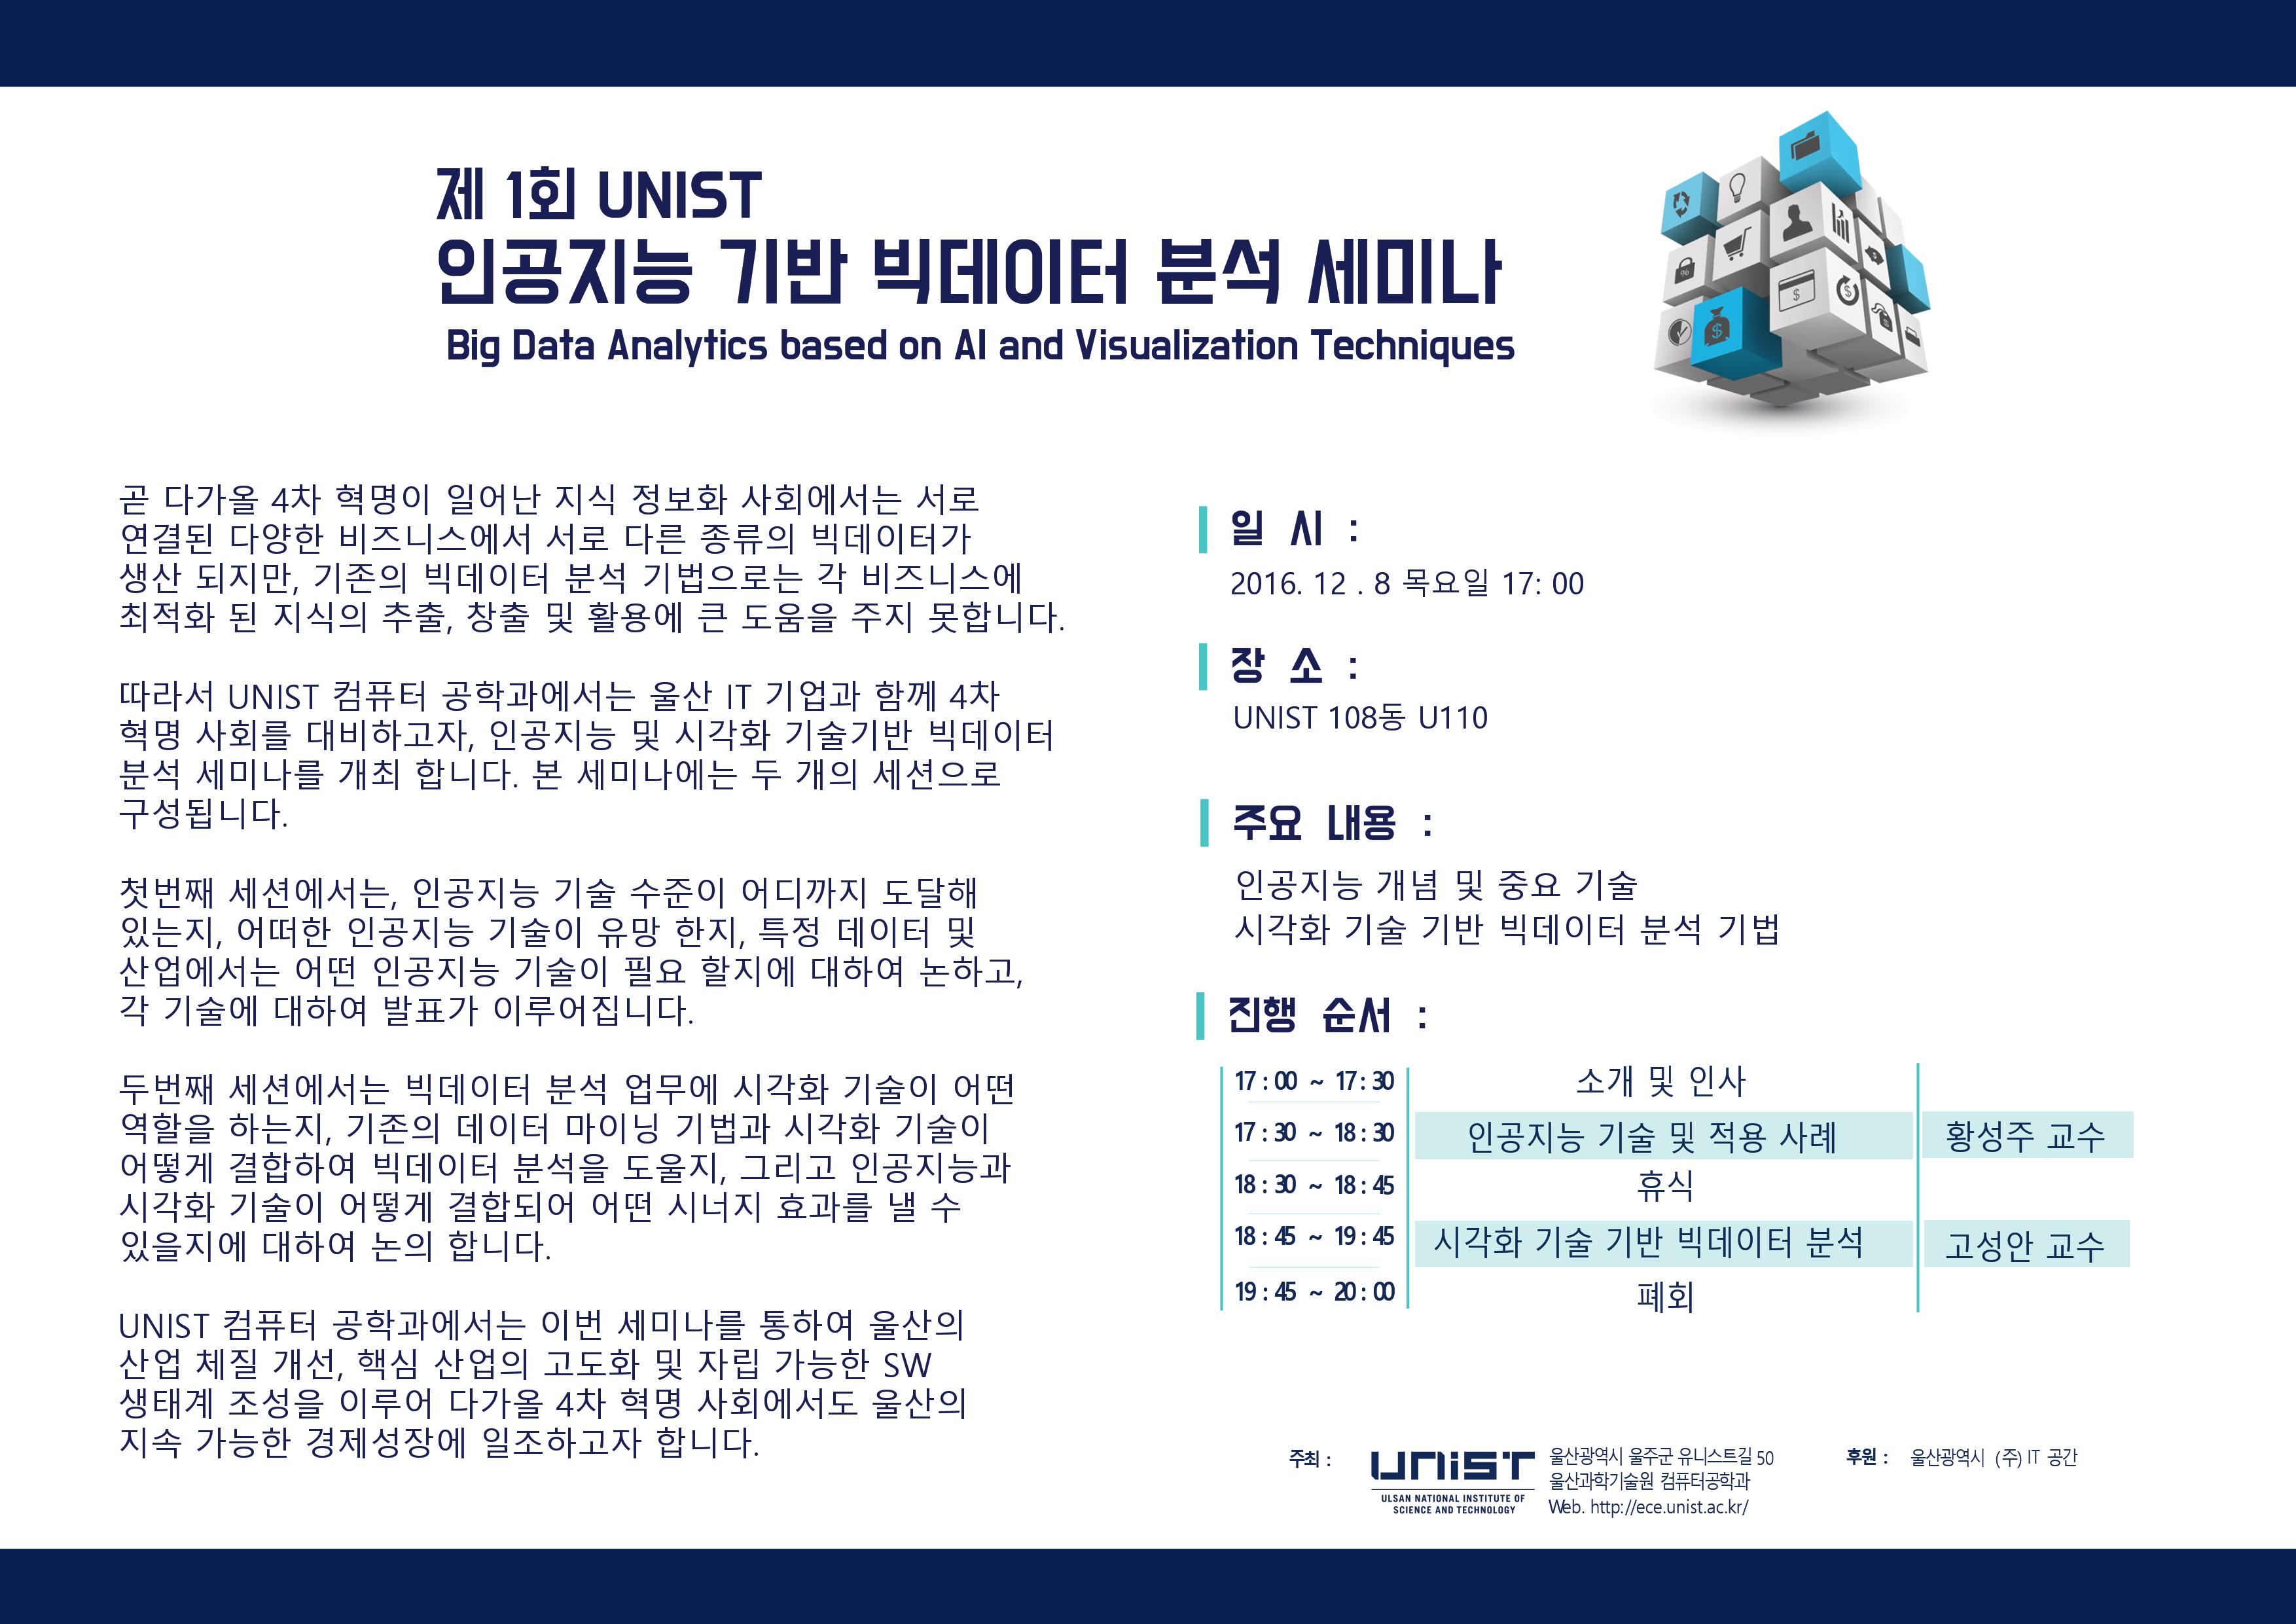 제 1회 UNIST
인공지능 기반 빅데이터 분석 세미나
Big Data Analytics based on AI and Visualization Techniques
곧 다가올 4차 혁명이 일어난 지식 정보화 사회에서는 서로
연결된 다양한 비즈니스에서 서로 다른 종류의 빅데이터가
생산 되지만, 기존의 빅데이터 분석 기법으로는 각 비즈니스에
최적화 된 지식의 추출, 창출 및 활용에 큰 도움을 주지 못합니다.
따라서 UNIST 컴퓨터 공학과에서는 울산 IT 기업과 함께 4차
혁명 사회를 대비하고자, 인공지능 및 시각화 기술기반 빅데이터
분석 세미나를 개최 합니다. 본 세미나에는 두 개의 세션으로
구성됩니다.
첫번째 세션에서는, 인공지능 기술 수준이 어디까지 도달해
있는지, 어떠한 인공지능 기술이 유망 한지, 특정 데이터 및
산업에서는 어떤 인공지능 기술이 필요 할지에 대하여 논하고,
각 기술에 대하여 발표가 이루어집니다.
두번째 세션에서는 빅데이터 분석 업무에 시각화 기술이 어떤
역할을 하는지, 기존의 데이터 마이닝 기법과 시각화 기술이
어떻게 결합하여 빅데이터 분석을 도울지, 그리고 인공지능과
시각화 기술이 어떻게 결합되어 어떤 시너지 효과를 낼 수
있을지에 대하여 논의 합니다.
UNIST 컴퓨터 공학과에서는 이번 세미나를 통하여 울산의
산업 체질 개선, 핵심 산업의 고도화 및 자립 가능한 SW
생태계 조성을 이루어 다가올 4차 혁명 사회에서도 울산의
지속 가능한 경제성장에 일조하고자 합니다.
일 시 :
2016. 12 . 8 목요일 17: 00
장 소 :
UNIST 108동 U110
주요 내용 :
인공지능 개념 및 중요 기술
시각화 기술 기반 빅데이터 분석 기법
진행 순서 :
17 : 00 ~ 17 : 30 소개 및 인사
17 : 30 ~ 18 : 30 인공지능 기술 및 적용 사례 황성주 교수
18 : 30 ~ 18 : 45 휴식
18 : 45 ~ 19 : 45 시각화 기술 기반 빅데이터 분석 고성안 교수
19 : 45 ~ 20 : 00 폐회
주최 :
UNIST
ULSAN NATIONAL INSTITUTE OF
SCIENCE AND TECHNOLOGY
울산광역시 울주군 유니스트길 50
울산과학기술원 컴퓨터공학과
Web. http://ece.unist.ac.kr/
후원 : 울산광역시 (주) IT 공간